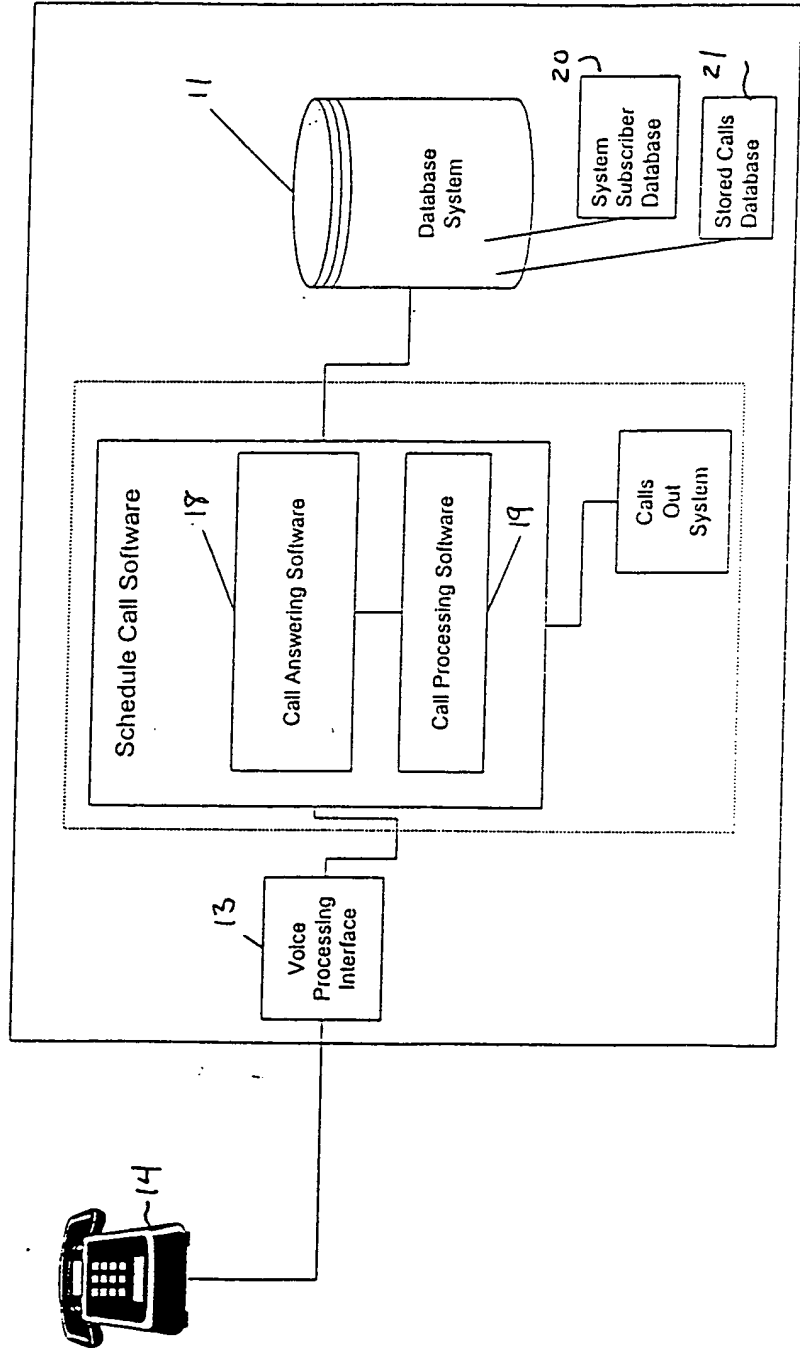 14
13
Voice
Processing
Interface
Schedule Call Software
18
Call Answering Software
Call Processing Software
19
Calls
Out
System
11
Database
System
20
System
Subscriber
Database
21
Stored Calls
Database